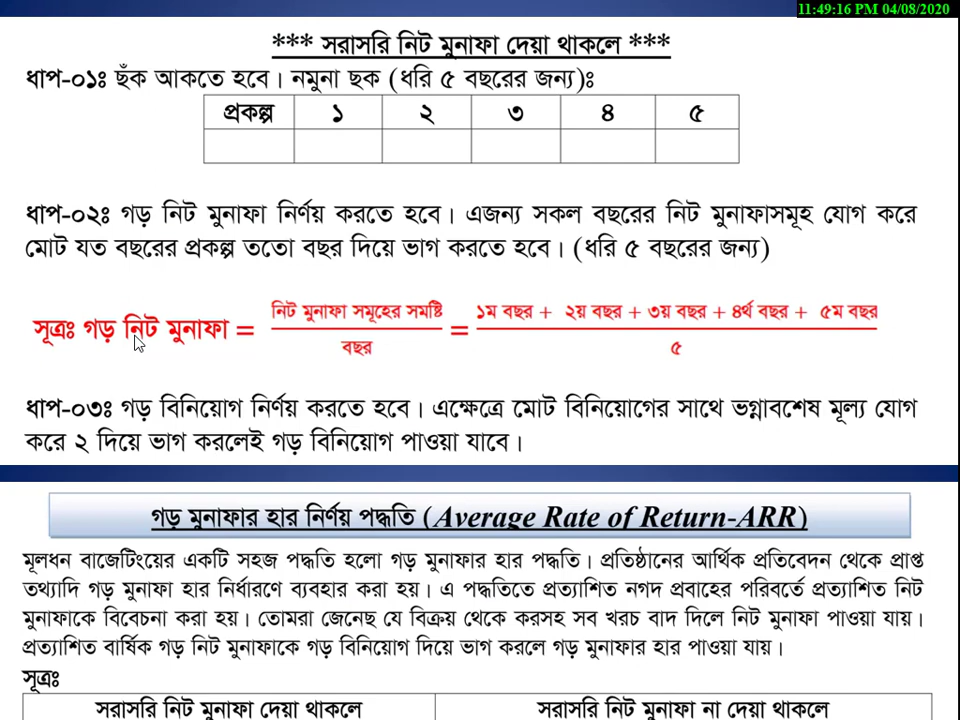 11:49:16 PM 04/08/2020
*** সরাসরি নিট মুনাফা দেয়া থাকলে ***
ধাপ-০১ঃ ছঁক আকতে হবে। নমুনা ছক (ধরি ৫ বছরের জন্য)ঃ
প্রকল্প ১ ২ ৩ ৪ ৫
ধাপ-০২ঃ গড় নিট মুনাফা নির্ণয় করতে হবে। এজন্য সকল বছরের নিট মুনাফাসমূহ যোগ করে
মোট যত বছরের প্রকল্প ততো বছর দিয়ে ভাগ করতে হবে। (ধরি ৫ বছরের জন্য)
সূত্রঃ গড় নিট মুনাফা = নিট মুনাফা সমূহের সমষ্টি / বছর = ১ম বছর + ২য় বছর + ৩য় বছর + ৪র্থ বছর + ৫ম বছর / ৫
ধাপ-০৩ঃ গড় বিনিয়োগ নির্ণয় করতে হবে। এক্ষেত্রে মোট বিনিয়োগের সাথে ভগ্নাবশেষ মূল্য যোগ
করে ২ দিয়ে ভাগ করলেই গড় বিনিয়োগ পাওয়া যাবে।
গড় মুনাফার হার নির্ণয় পদ্ধতি (Average Rate of Return-ARR)
মূলধন বাজেটিংয়ের একটি সহজ পদ্ধতি হলো গড় মুনাফার হার পদ্ধতি। প্রতিষ্ঠানের আর্থিক প্রতিবেদন থেকে প্রাপ্ত
তথ্যাদি গড় মুনাফা হার নির্ধারণে ব্যবহার করা হয়। এ পদ্ধতিতে প্রত্যাশিত নগদ প্রবাহের পরিবর্তে প্রত্যাশিত নিট
মুনাফাকে বিবেচনা করা হয়। তোমরা জেনেছ যে বিক্রয় থেকে করসহ সব খরচ বাদ দিলে নিট মুনাফা পাওয়া যায়।
প্রত্যাশিত বার্ষিক গড় নিট মুনাফাকে গড় বিনিয়োগ দিয়ে ভাগ করলে গড় মুনাফার হার পাওয়া যায়।
সূত্রঃ
সরাসরি নিট মুনাফা দেয়া থাকলে সরাসরি নিট মুনাফা না দেয়া থাকলে